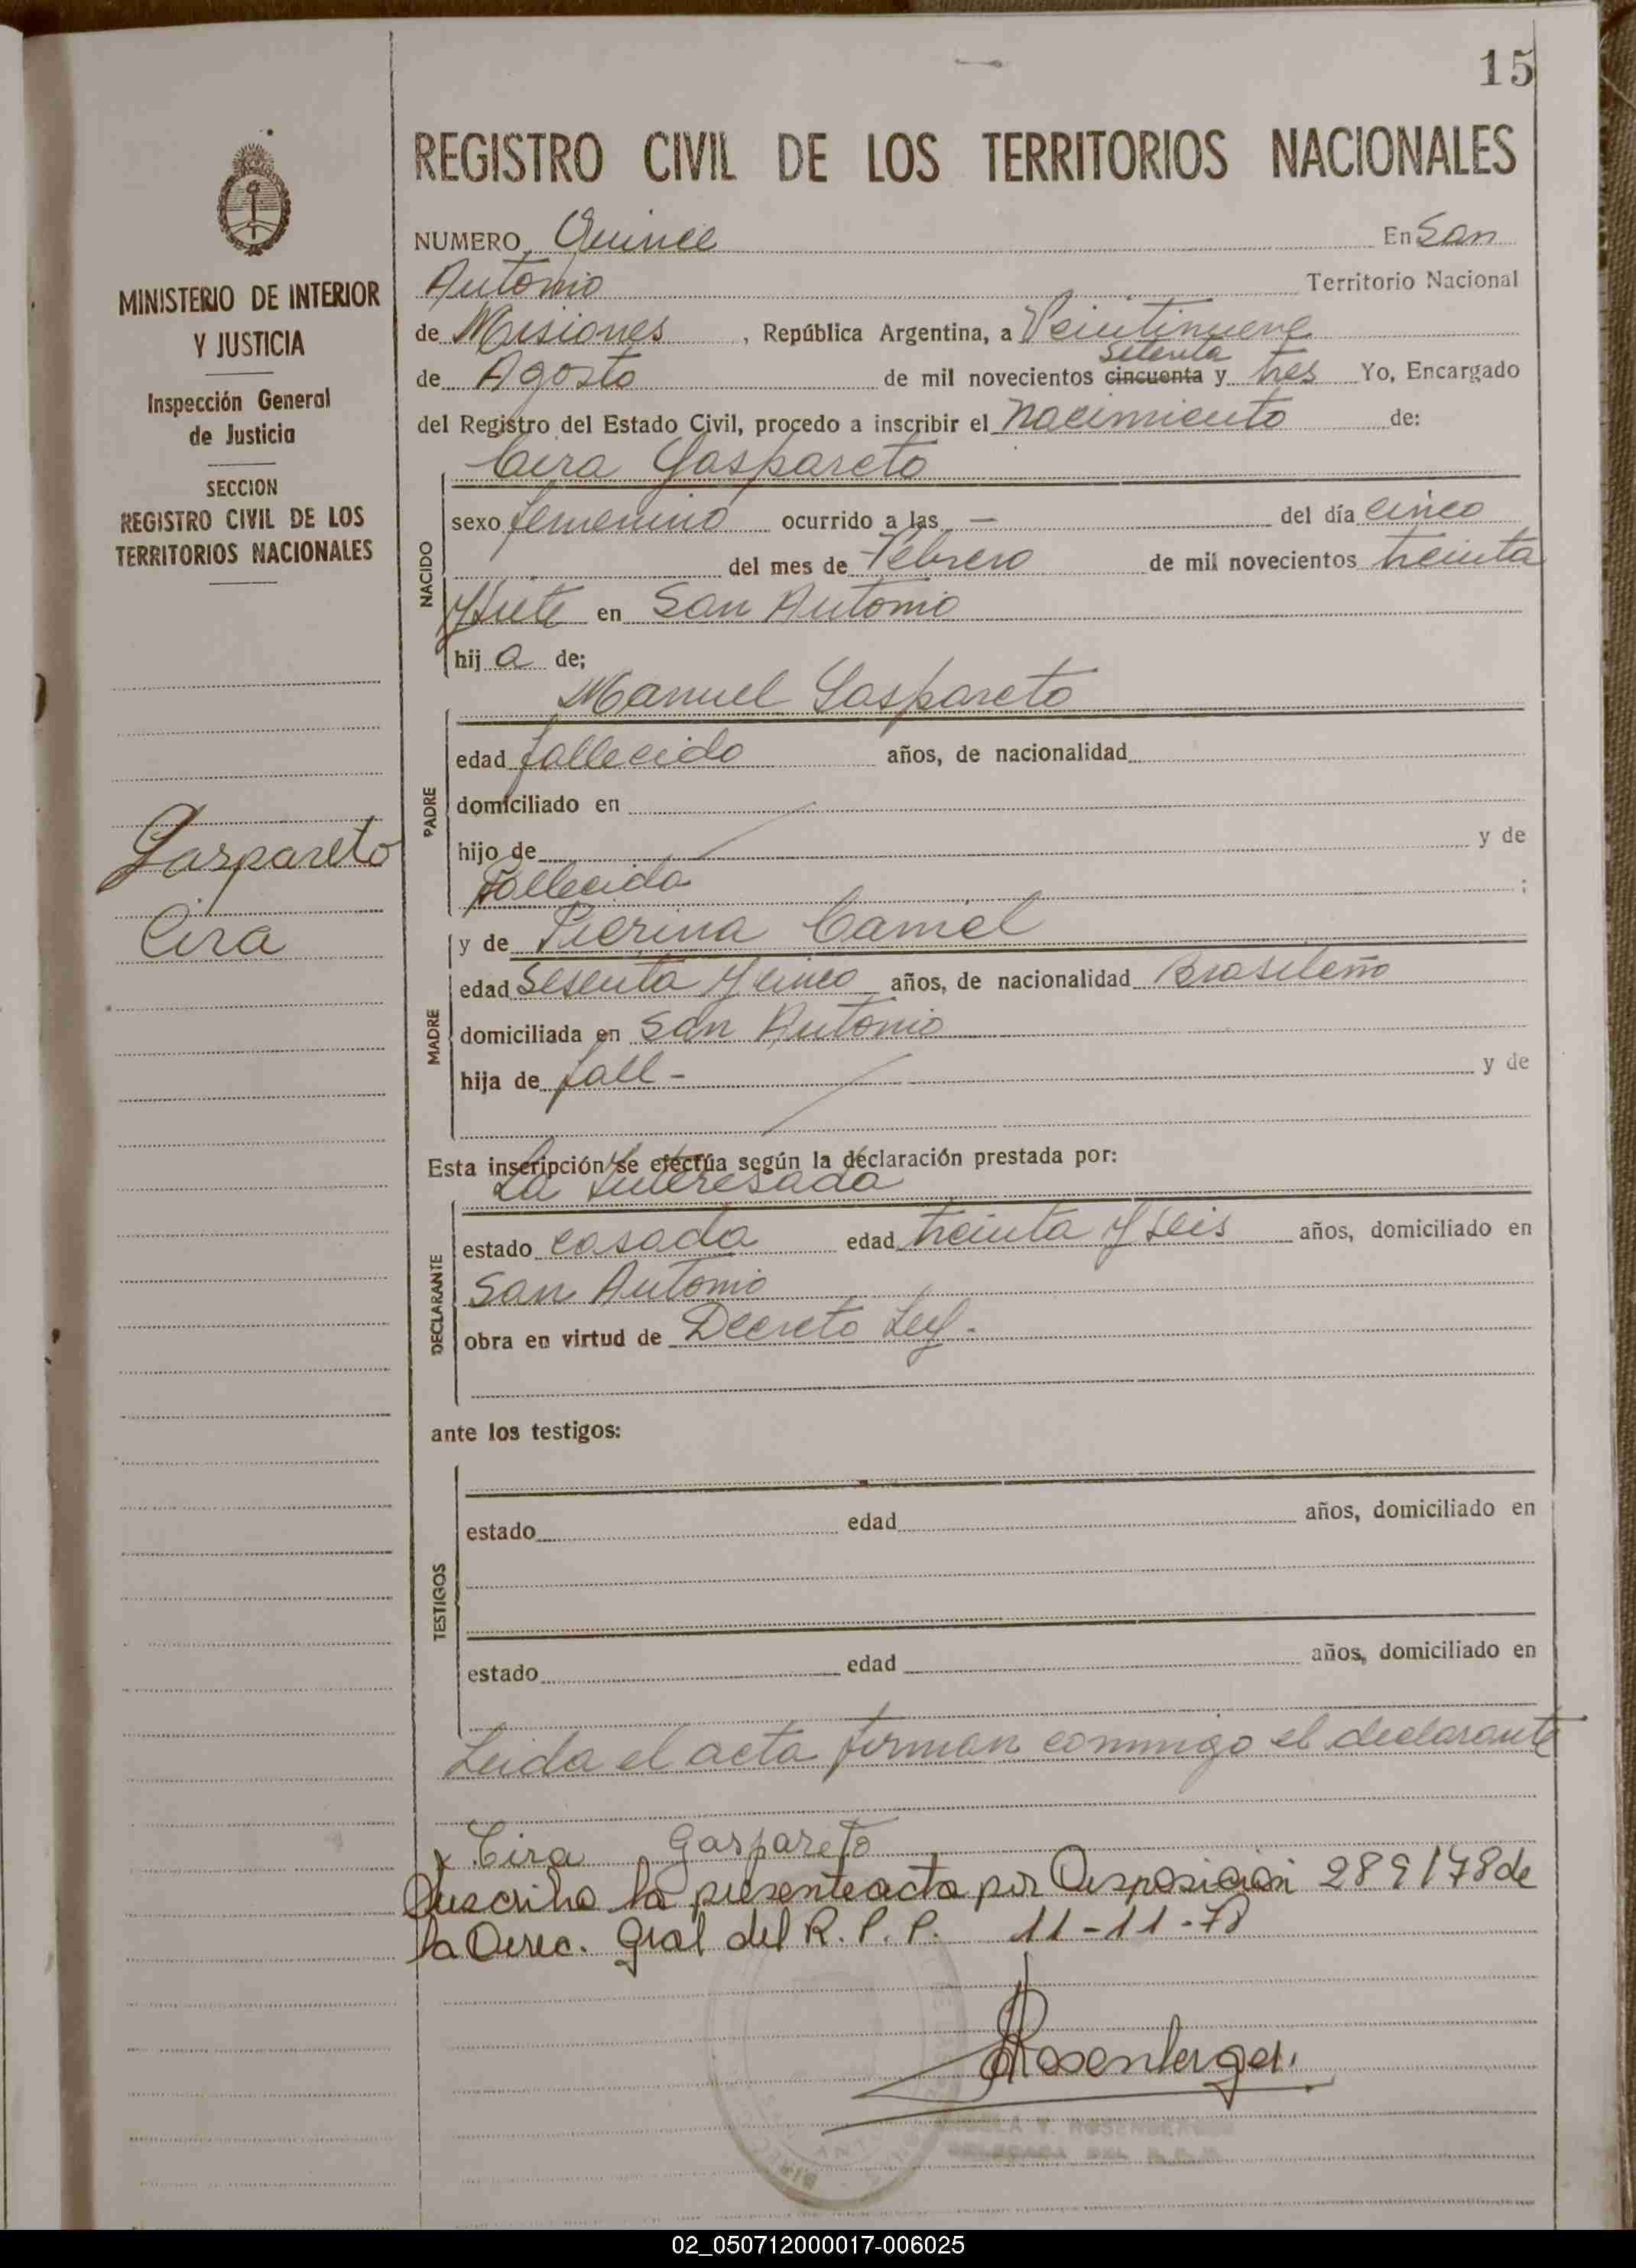 15
REGISTRO CIVIL DE LOS TERRITORIOS NACIONALES
MINISTERIO DE INTERIOR
Y JUSTICIA
Inspección General
de Justicia
SECCION
REGISTRO CIVIL DE LOS
TERRITORIOS NACIONALES
Gaspareto
Cira
NUMERO Quince En San
Antonio Territorio Nacional
de Misiones, República Argentina, a Veintinueve
setenta
de Agosto de mil novecientos cincuenta y tres Yo, Encargado
del Registro del Estado Civil, procedo a inscribir el Nacimiento de:
Cira Gaspareto
NACIDO
sexo femenino ocurrido a las — del día cinco
del mes de Febrero de mil novecientos treinta
y siete en San Antonio
hij a de;
Manuel Gaspareto
PADRE
edad fallecido años, de nacionalidad
domiciliado en
hijo de y de
fallecida ;
y de Pierina Camel
MADRE
edad Sesenta y cinco años, de nacionalidad Brasileño
domiciliada en San Antonio
hija de fall - y de
Esta inscripción se efectúa según la declaración prestada por:
La Interesada
DECLARANTE
estado casada edad treinta y seis años, domiciliado en
San Antonio
obra en virtud de Decreto Ley.
ante los testigos:
TESTIGOS
estado edad años, domiciliado en
estado edad años, domiciliado en
Leida el acta firman conmigo el declarante
x Cira Gaspareto
Suscribo la presente acta por Disposición 289/78 de
la Direc. Gral del R. P. P. 11-11-78
Rosenberger
02_050712000017-006025